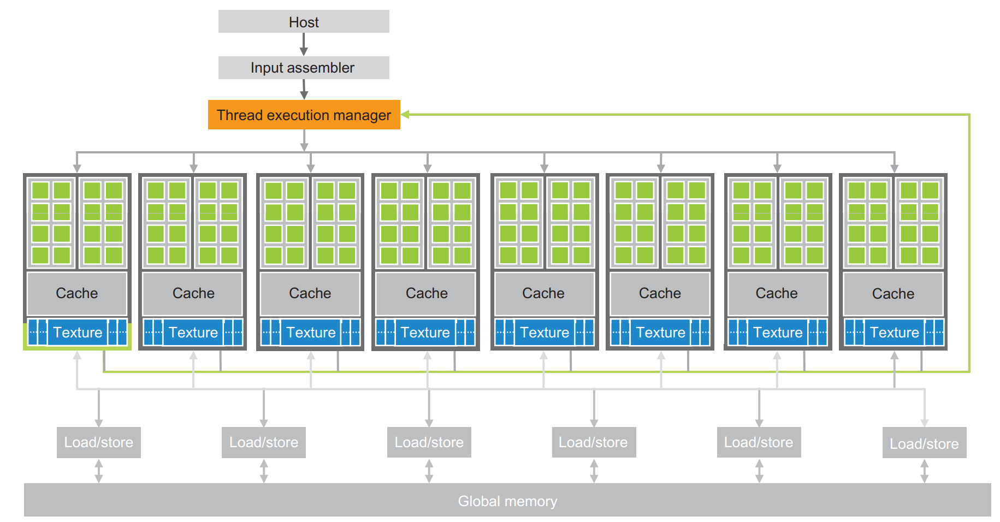 Host
Input assembler
Thread execution manager
Cache
Cache
Cache
Cache
Cache
Cache
Cache
Cache
Texture
Texture
Texture
Texture
Texture
Texture
Texture
Texture
Load/store
Load/store
Load/store
Load/store
Load/store
Load/store
Global memory